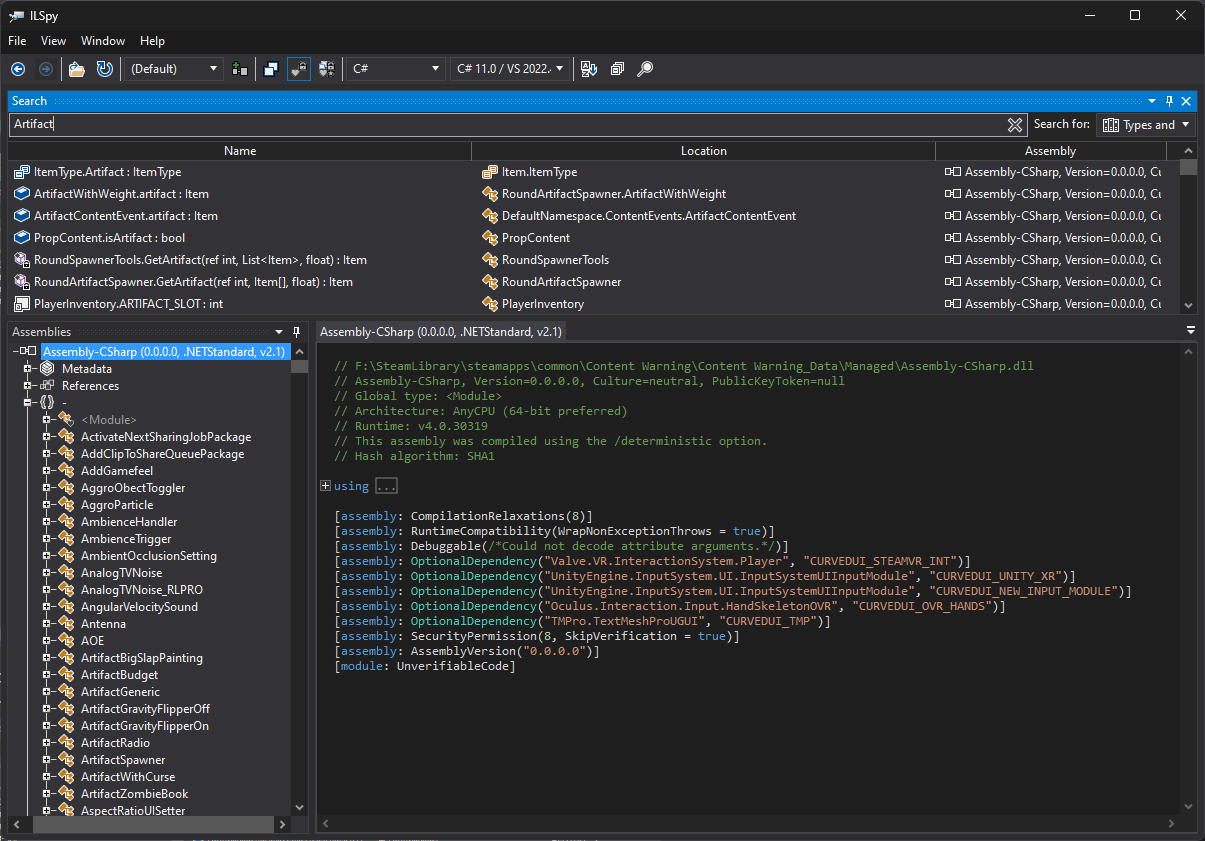 ILSpy
File View Window Help
(Default) C# C# 11.0 / VS 2022.
Search
Artifact Search for: Types and
Name Location Assembly
ItemType.Artifact : ItemType Item.ItemType Assembly-CSharp, Version=0.0.0.0, Cu
ArtifactWithWeight.artifact : Item RoundArtifactSpawner.ArtifactWithWeight Assembly-CSharp, Version=0.0.0.0, Cu
ArtifactContentEvent.artifact : Item DefaultNamespace.ContentEvents.ArtifactContentEvent Assembly-CSharp, Version=0.0.0.0, Cu
PropContent.isArtifact : bool PropContent Assembly-CSharp, Version=0.0.0.0, Cu
RoundSpawnerTools.GetArtifact(ref int, List<Item>, float) : Item RoundSpawnerTools Assembly-CSharp, Version=0.0.0.0, Cu
RoundArtifactSpawner.GetArtifact(ref int, Item[], float) : Item RoundArtifactSpawner Assembly-CSharp, Version=0.0.0.0, Cu
PlayerInventory.ARTIFACT_SLOT : int PlayerInventory Assembly-CSharp, Version=0.0.0.0, Cu
Assemblies
Assembly-CSharp (0.0.0.0, .NETStandard, v2.1)
Metadata
References
{} -
<Module>
ActivateNextSharingJobPackage
AddClipToShareQueuePackage
AddGamefeel
AggroObectToggler
AggroParticle
AmbienceHandler
AmbienceTrigger
AmbientOcclusionSetting
AnalogTVNoise
AnalogTVNoise_RLPRO
AngularVelocitySound
Antenna
AOE
ArtifactBigSlapPainting
ArtifactBudget
ArtifactGeneric
ArtifactGravityFlipperOff
ArtifactGravityFlipperOn
ArtifactRadio
ArtifactSpawner
ArtifactWithCurse
ArtifactZombieBook
AspectRatioUISetter
Assembly-CSharp (0.0.0.0, .NETStandard, v2.1)
// F:\SteamLibrary\steamapps\common\Content Warning\Content Warning_Data\Managed\Assembly-CSharp.dll
// Assembly-CSharp, Version=0.0.0.0, Culture=neutral, PublicKeyToken=null
// Global type: <Module>
// Architecture: AnyCPU (64-bit preferred)
// Runtime: v4.0.30319
// This assembly was compiled using the /deterministic option.
// Hash algorithm: SHA1
using ...
[assembly: CompilationRelaxations(8)]
[assembly: RuntimeCompatibility(WrapNonExceptionThrows = true)]
[assembly: Debuggable(/*Could not decode attribute arguments.*/)]
[assembly: OptionalDependency("Valve.VR.InteractionSystem.Player", "CURVEDUI_STEAMVR_INT")]
[assembly: OptionalDependency("UnityEngine.InputSystem.UI.InputSystemUIInputModule", "CURVEDUI_UNITY_XR")]
[assembly: OptionalDependency("UnityEngine.InputSystem.UI.InputSystemUIInputModule", "CURVEDUI_NEW_INPUT_MODULE")]
[assembly: OptionalDependency("Oculus.Interaction.Input.HandSkeletonOVR", "CURVEDUI_OVR_HANDS")]
[assembly: OptionalDependency("TMPro.TextMeshProUGUI", "CURVEDUI_TMP")]
[assembly: SecurityPermission(8, SkipVerification = true)]
[assembly: AssemblyVersion("0.0.0.0")]
[module: UnverifiableCode]